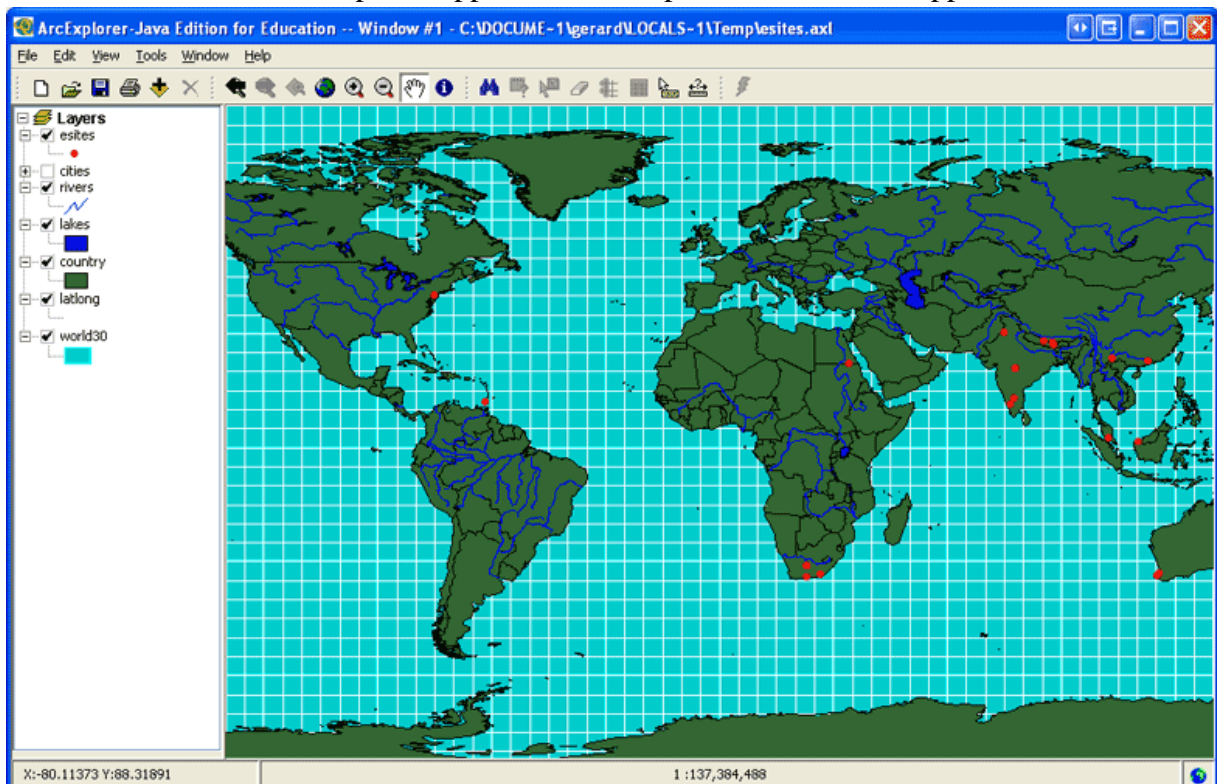 ArcExplorer-Java Edition for Education -- Window #1 - C:\DOCUME~1\gerard\LOCALS~1\Temp\esites.axl
File Edit View Tools Window Help
Layers
esites
cities
rivers
lakes
country
latlong
world30
X:-80.11373 Y:88.31891
1 :137,384,488